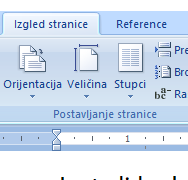 Izgled stranice Reference
Orijentacija Veličina Stupci
Postavljanje stranice
1